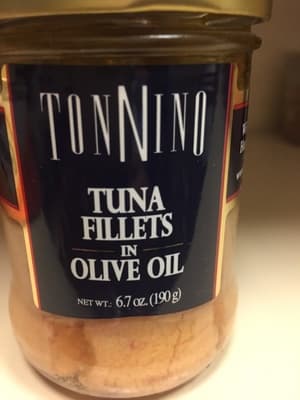 TONNINO
TUNA
FILLETS
IN
OLIVE OIL
NET WT.: 6.7 oz. (190 g)